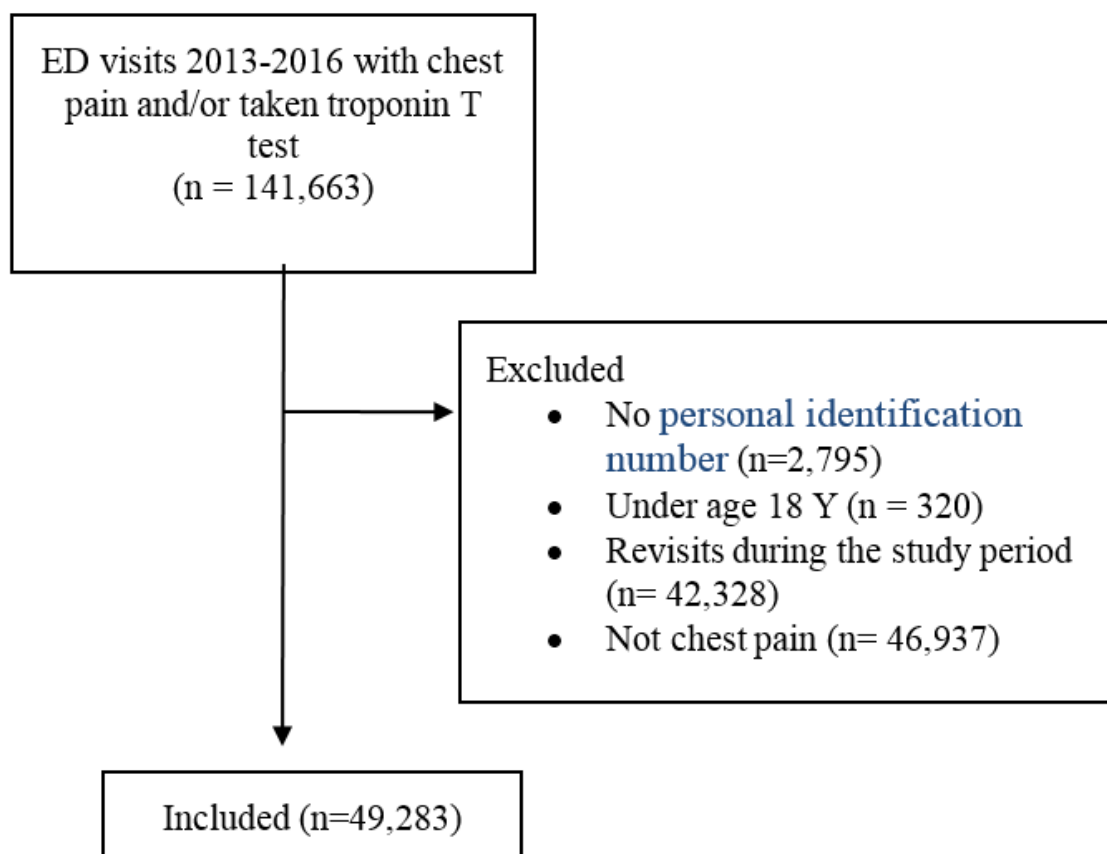 ED visits 2013-2016 with chest
pain and/or taken troponin T
test
(n = 141,663)
Excluded
• No personal identification
number (n=2,795)
• Under age 18 Y (n = 320)
• Revisits during the study period
(n= 42,328)
• Not chest pain (n= 46,937)
Included (n=49,283)